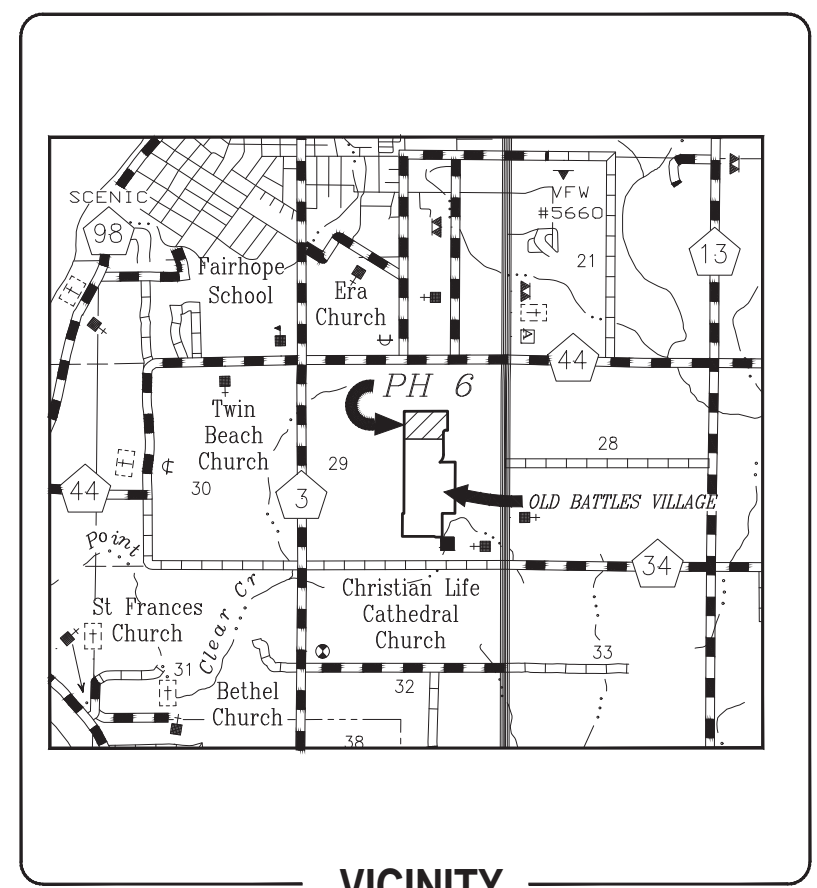 SCENIC
98
VFW
#5660
13
21
Fairhope
School
Era
Church
44
PH 6
Twin
Beach
Church
28
29
30
44
3
OLD BATTLES VILLAGE
Point
34
Christian Life
Cathedral
Church
St Frances
Church
Clear Cr
33
31
32
Bethel
Church
38
VICINITY